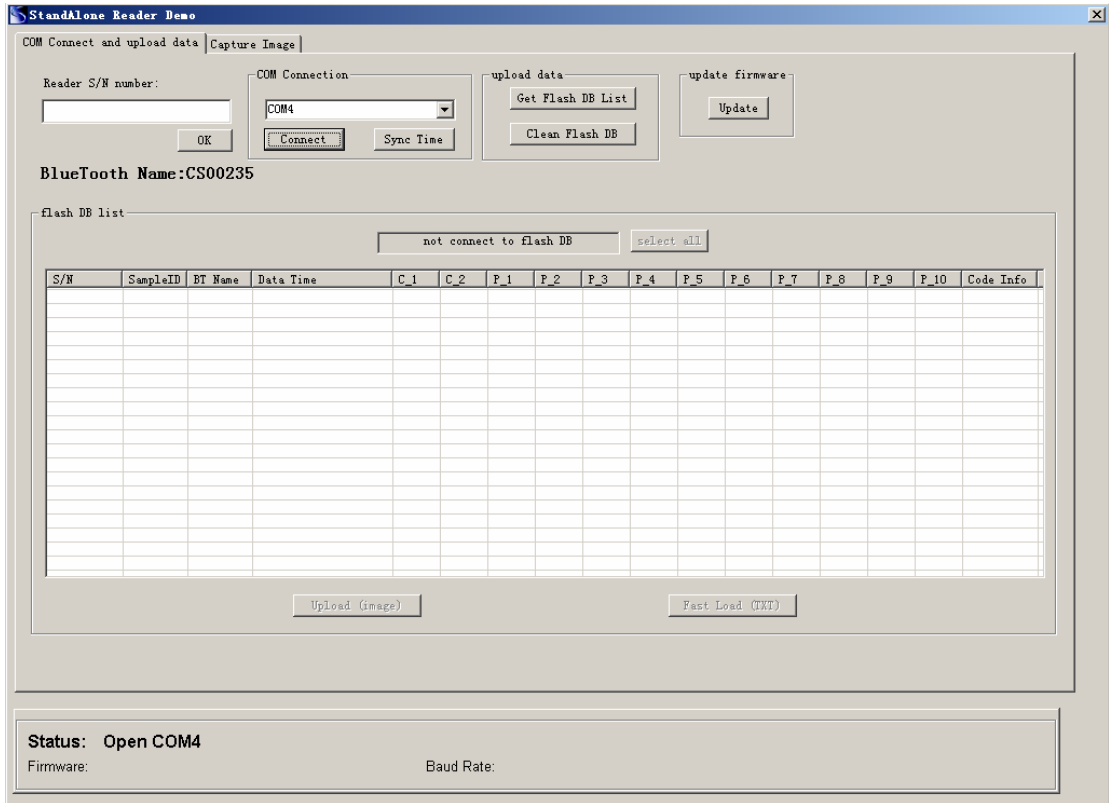 StandAlone Reader Demo
COM Connect and upload data
Capture Image
Reader S/N number:
OK
COM Connection
COM4
Connect
Sync Time
upload data
Get Flash DB List
Clean Flash DB
update firmware
Update
BlueTooth Name:CS00235
flash DB list
not connect to flash DB
select all
S/N SampleID BT Name Data Time C_1 C_2 P_1 P_2 P_3 P_4 P_5 P_6 P_7 P_8 P_9 P_10 Code Info
Upload (image)
Fast Load (TXT)
Status: Open COM4
Firmware:
Baud Rate: